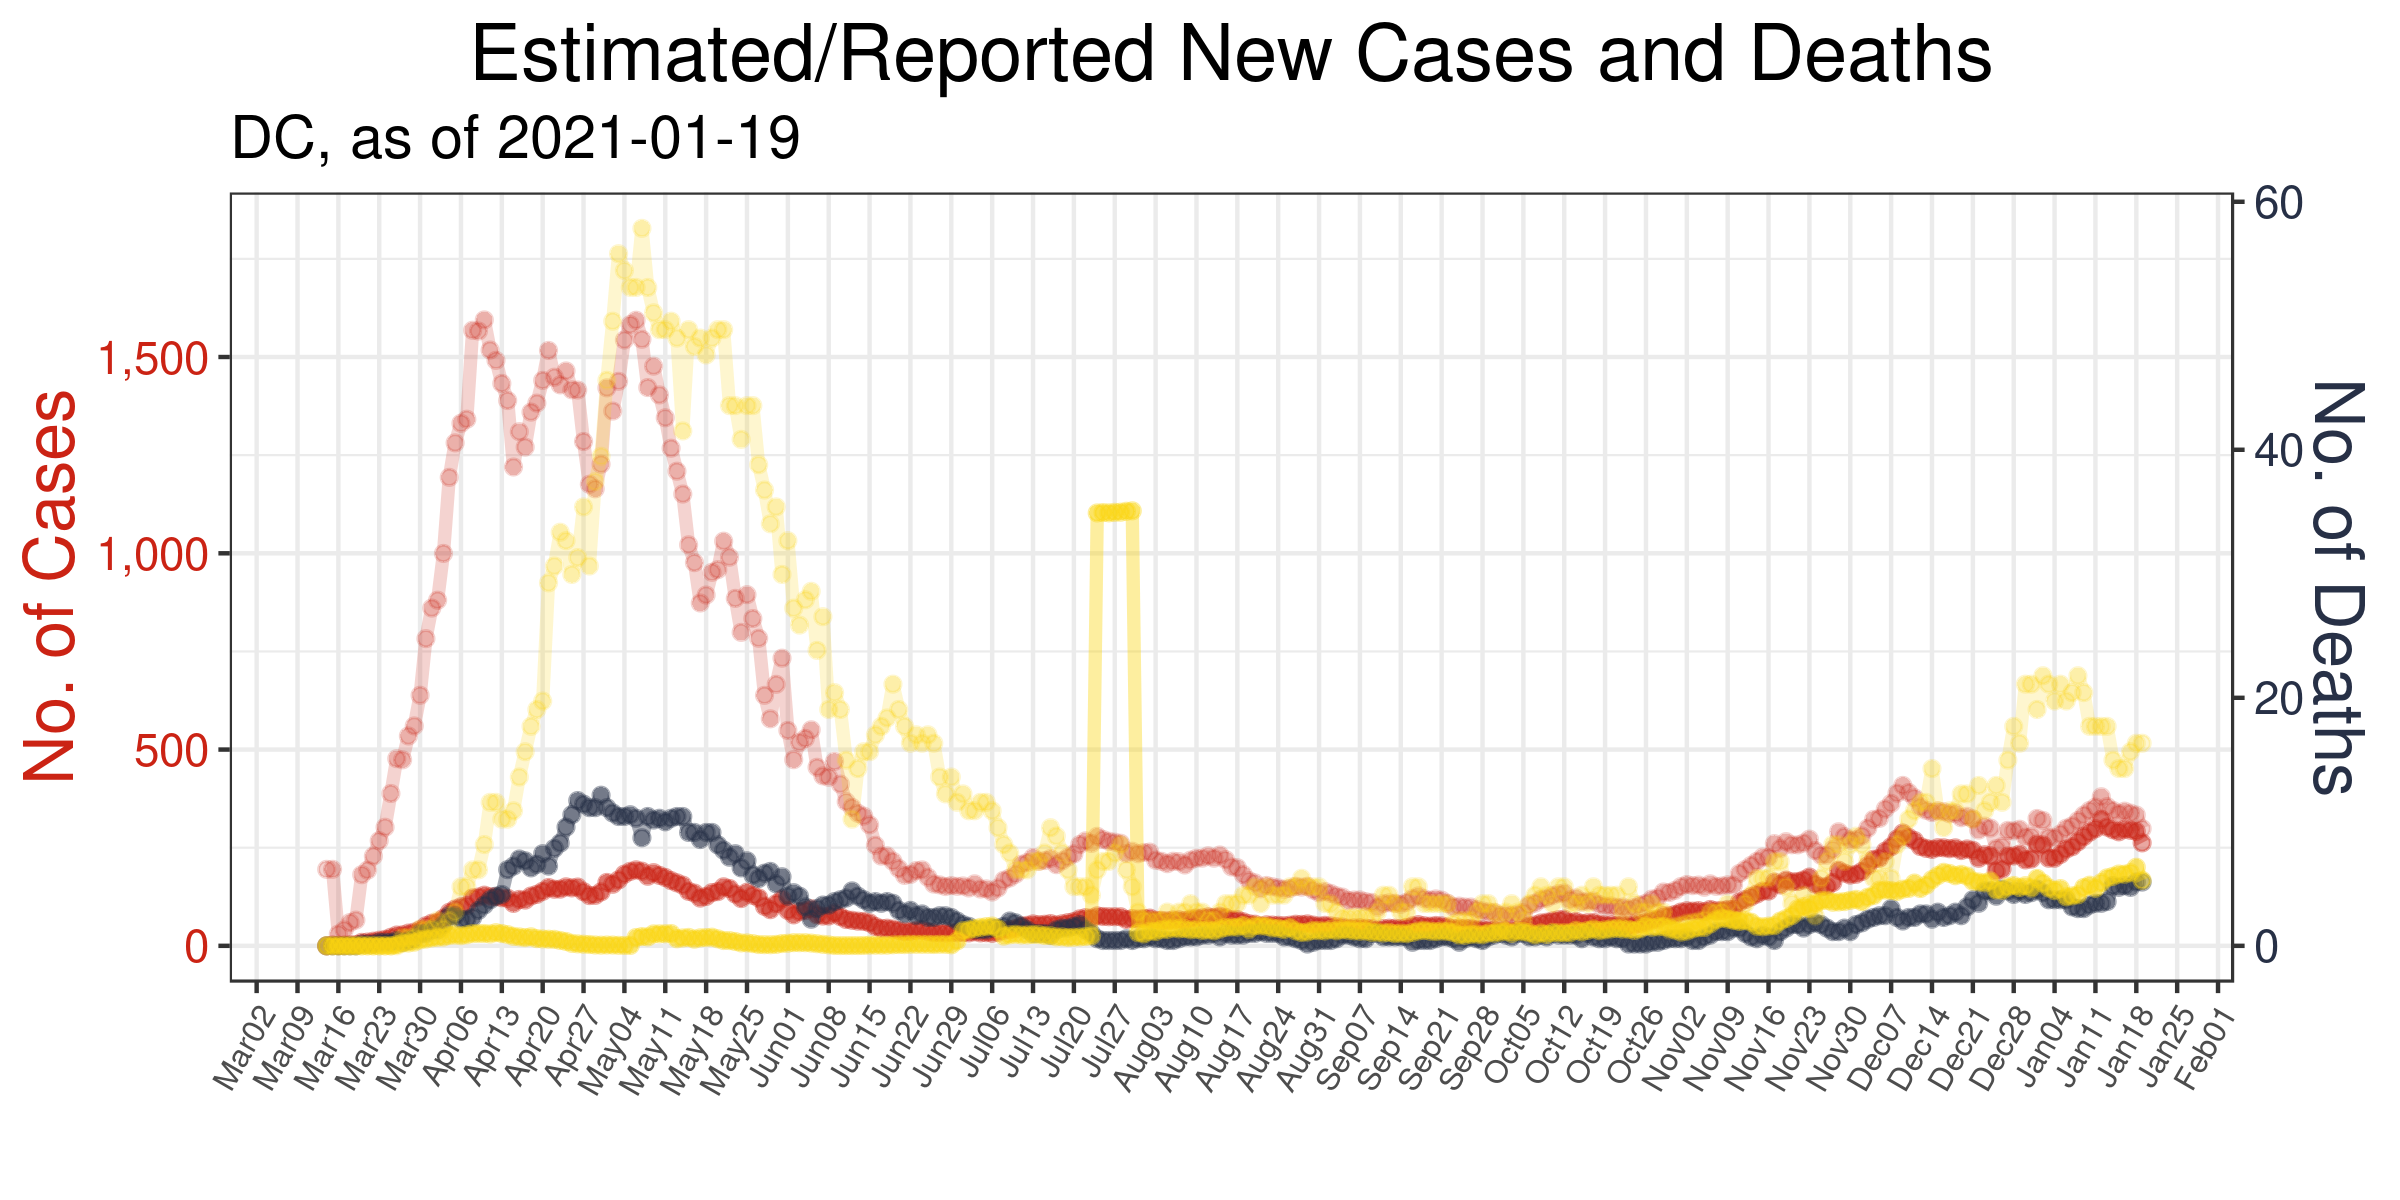 Estimated/Reported New Cases and Deaths
DC, as of 2021-01-19
No. of Cases
1,500
1,000
500
0
60
40
20
0
No. of Deaths
Mar02
Mar09
Mar16
Mar23
Mar30
Apr06
Apr13
Apr20
Apr27
May04
May11
May18
May25
Jun01
Jun08
Jun15
Jun22
Jun29
Jul06
Jul13
Jul20
Jul27
Aug03
Aug10
Aug17
Aug24
Aug31
Sep07
Sep14
Sep21
Sep28
Oct05
Oct12
Oct19
Oct26
Nov02
Nov09
Nov16
Nov23
Nov30
Dec07
Dec14
Dec21
Dec28
Jan04
Jan11
Jan18
Jan25
Feb01